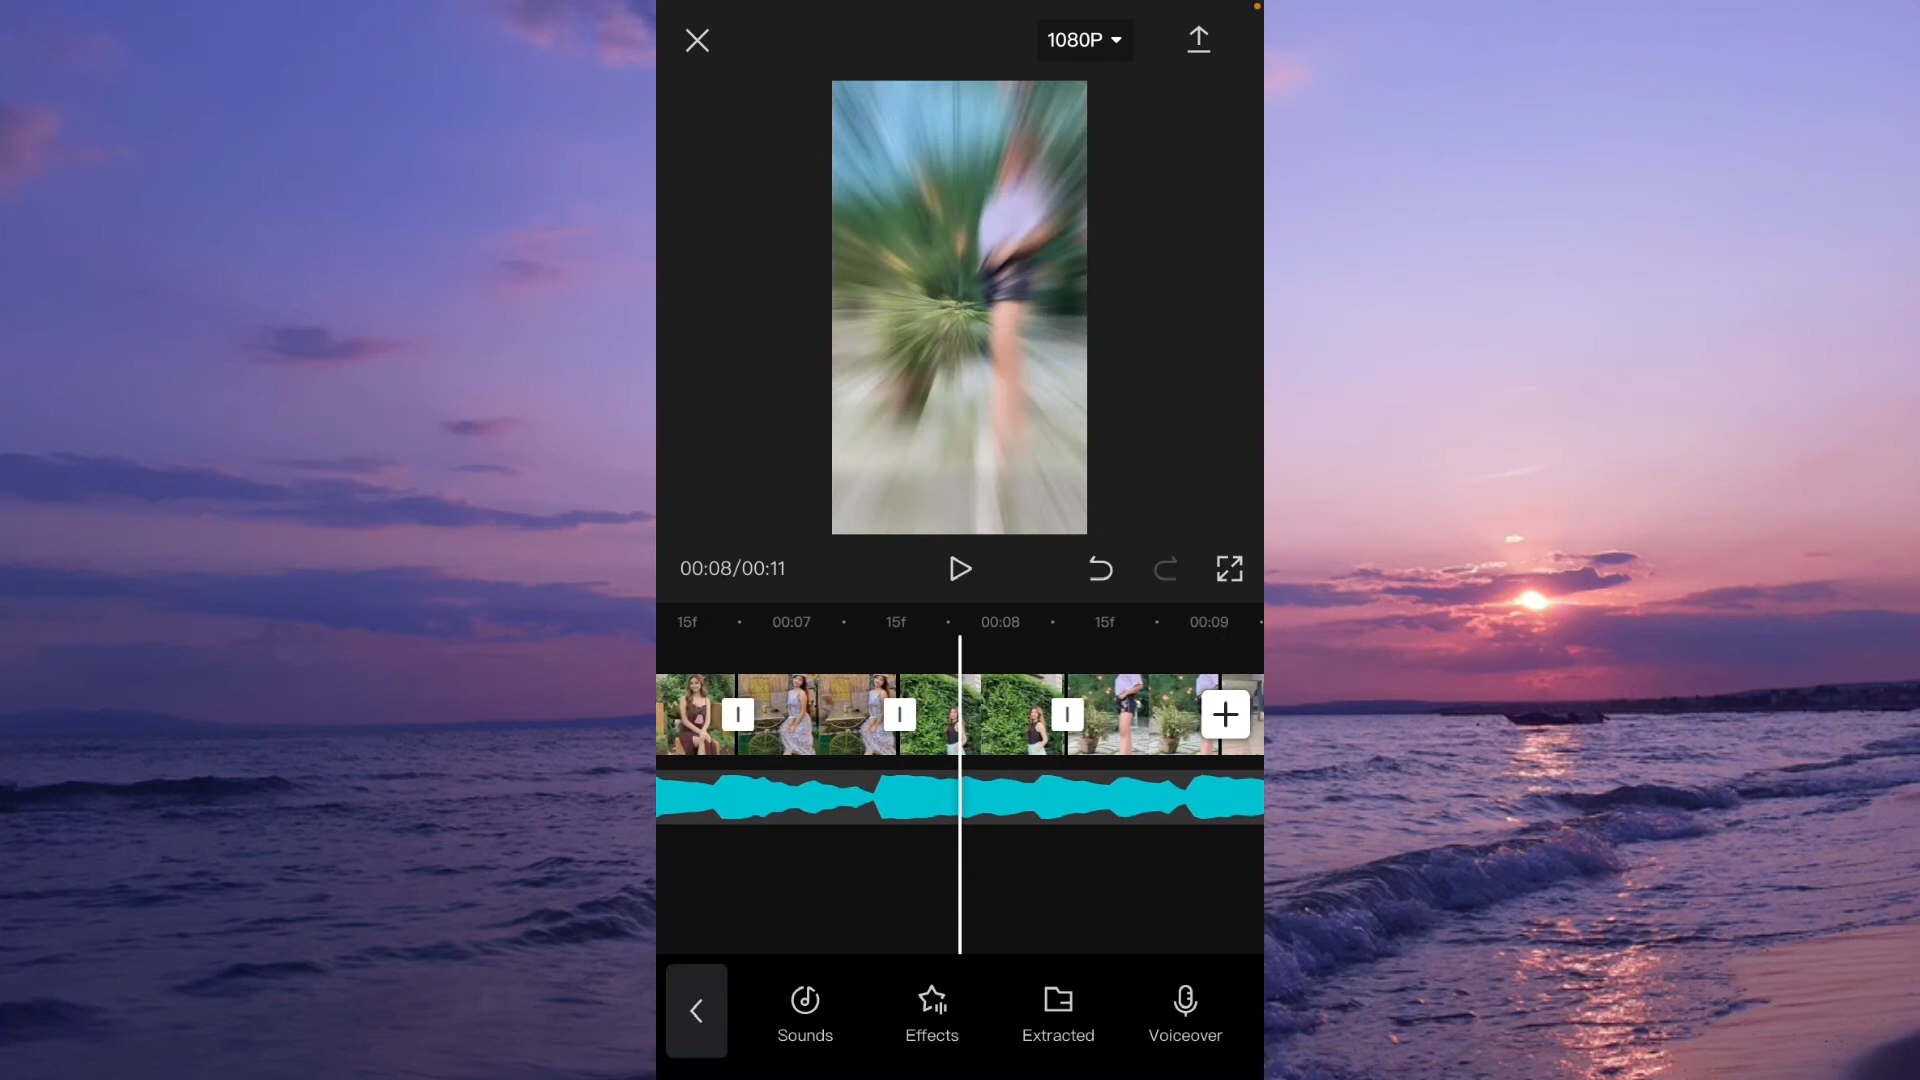 1080P
00:08/00:11
15f 00:07 15f 00:08 15f 00:09
Sounds Effects Extracted Voiceover